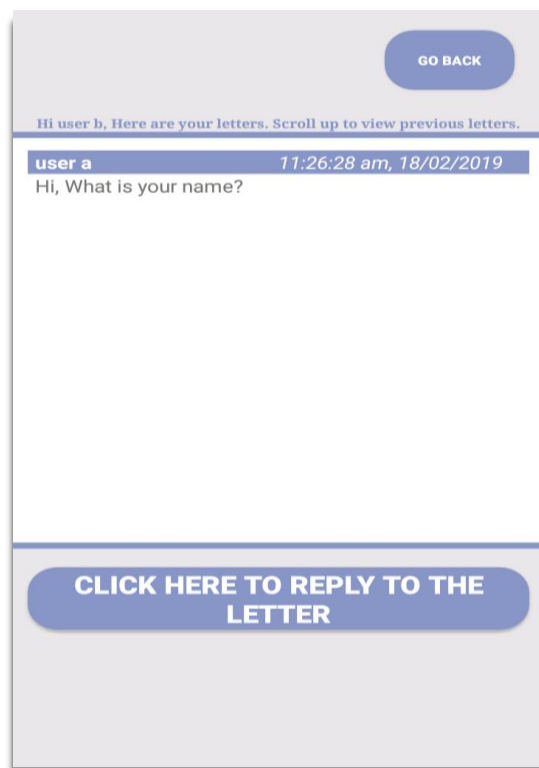 GO BACK
Hi user b, Here are your letters. Scroll up to view previous letters.
user a 11:26:28 am, 18/02/2019
Hi, What is your name?
CLICK HERE TO REPLY TO THE
LETTER